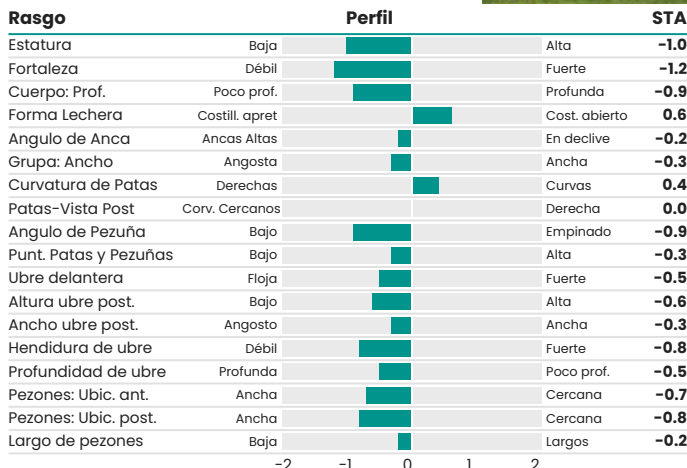 Rasgo Perfil STA
Estatura Baja Alta -1.0
Fortaleza Débil Fuerte -1.2
Cuerpo: Prof. Poco prof. Profunda -0.9
Forma Lechera Costill. apret Cost. abierto 0.6
Angulo de Anca Ancas Altas En declive -0.2
Grupa: Ancho Angosta Ancha -0.3
Curvatura de Patas Derechas Curvas 0.4
Patas-Vista Post Corv. Cercanos Derecha 0.0
Angulo de Pezuña Bajo Empinado -0.9
Punt. Patas y Pezuñas Bajo Alta -0.3
Ubre delantera Floja Fuerte -0.5
Altura ubre post. Bajo Alta -0.6
Ancho ubre post. Angosto Ancha -0.3
Hendidura de ubre Débil Fuerte -0.8
Profundidad de ubre Profunda Poco prof. -0.5
Pezones: Ubic. ant. Ancha Cercana -0.7
Pezones: Ubic. post. Ancha Cercana -0.8
Largo de pezones Baja Largos -0.2
-2 -1 0 1 2